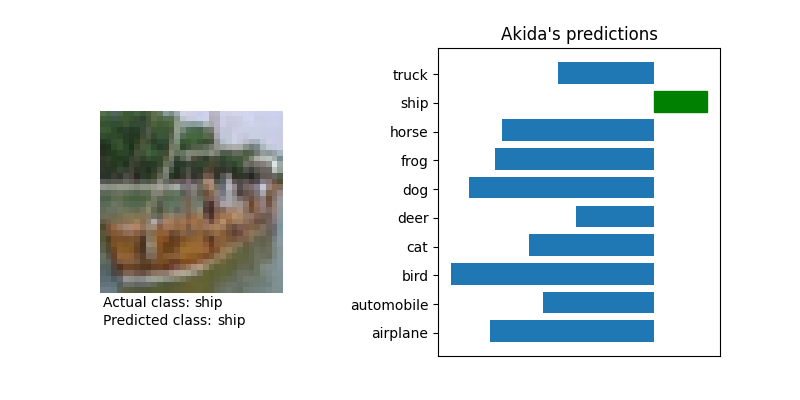 Akida's predictions
truck
ship
horse
frog
dog
deer
cat
bird
automobile
airplane
Actual class: ship
Predicted class: ship